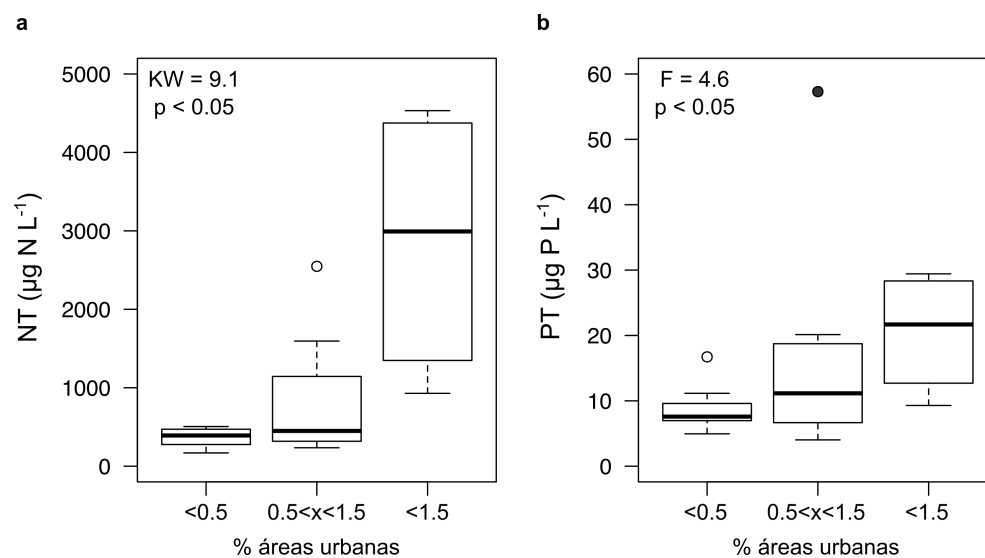 a
KW = 9.1
p < 0.05
NT (µg N L⁻¹)
5000
4000
3000
2000
1000
0
<0.5
0.5<x<1.5
<1.5
% áreas urbanas
b
F = 4.6
p < 0.05
PT (µg P L⁻¹)
60
50
40
30
20
10
0
<0.5
0.5<x<1.5
<1.5
% áreas urbanas